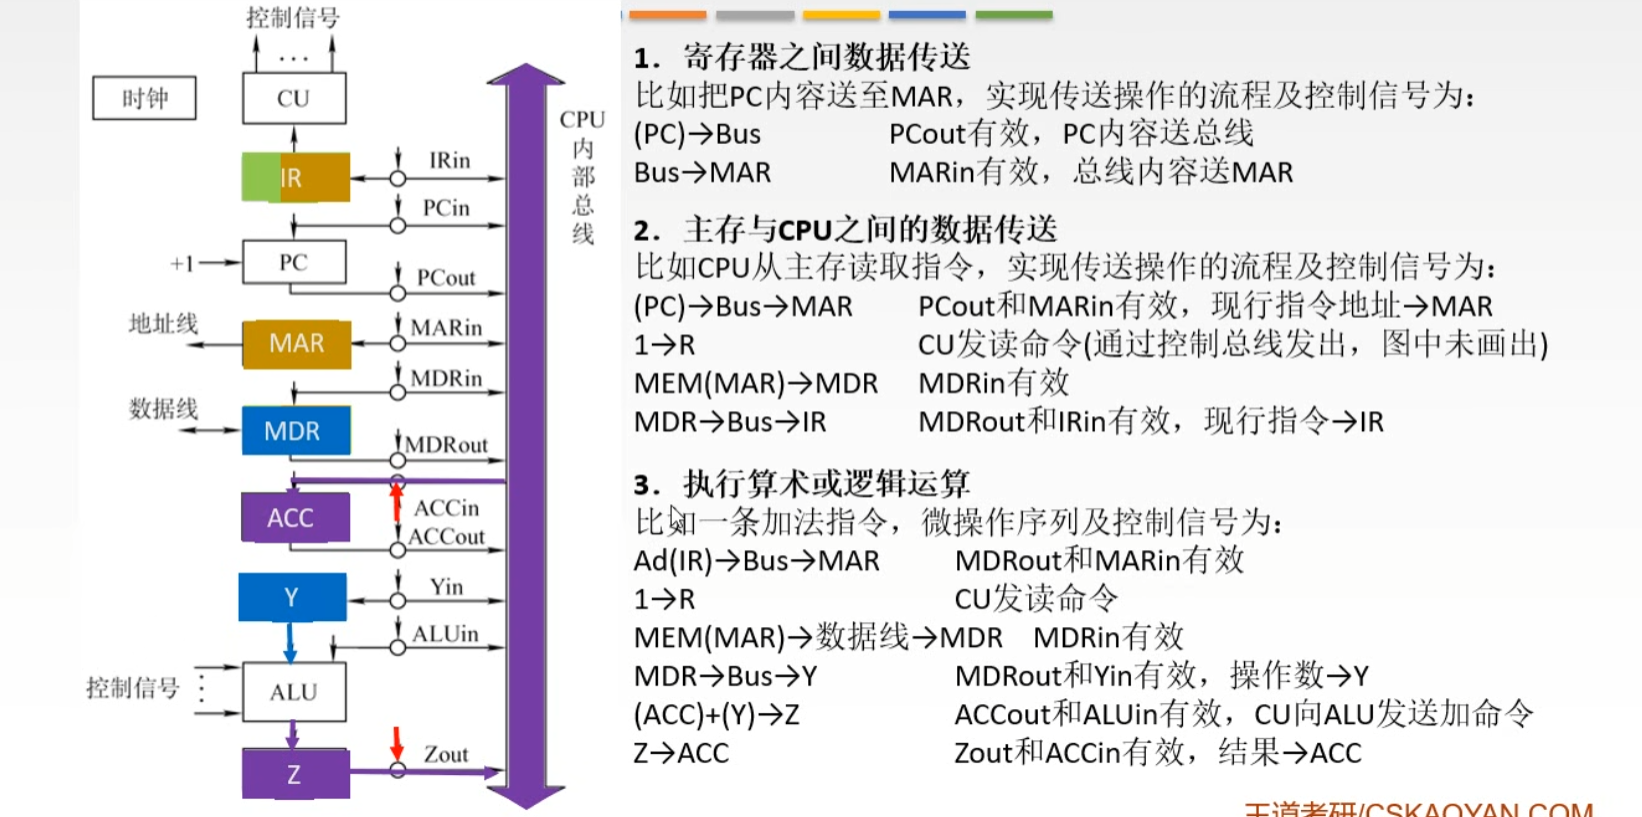 控制信号
...
时钟
CU
IR
IRin
PCin
+1
PC
PCout
地址线
MAR
MARin
MDRin
数据线
MDR
MDRout
ACC
ACCin
ACCout
Y
Yin
ALUin
控制信号
ALU
Z
Zout
CPU
内
部
总
线
1. 寄存器之间数据传送
比如把PC内容送至MAR，实现传送操作的流程及控制信号为：
(PC)→Bus PCout有效，PC内容送总线
Bus→MAR MARin有效，总线内容送MAR
2. 主存与CPU之间的数据传送
比如CPU从主存读取指令，实现传送操作的流程及控制信号为：
(PC)→Bus→MAR PCout和MARin有效，现行指令地址→MAR
1→R CU发读命令(通过控制总线发出，图中未画出)
MEM(MAR)→MDR MDRin有效
MDR→Bus→IR MDRout和IRin有效，现行指令→IR
3. 执行算术或逻辑运算
比如一条加法指令，微操作序列及控制信号为：
Ad(IR)→Bus→MAR MDRout和MARin有效
1→R CU发读命令
MEM(MAR)→数据线→MDR MDRin有效
MDR→Bus→Y MDRout和Yin有效，操作数→Y
(ACC)+(Y)→Z ACCout和ALUin有效，CU向ALU发送加命令
Z→ACC Zout和ACCin有效，结果→ACC
王道考研/CSKAOYAN.COM